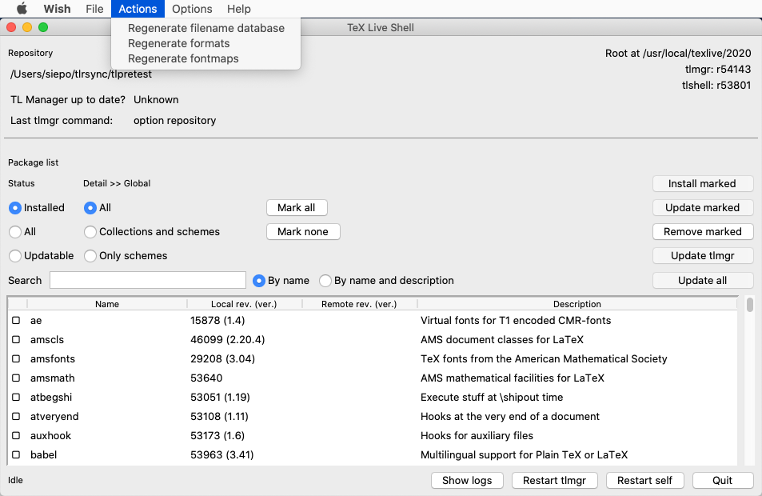 Wish File Actions Options Help
Regenerate filename database
Regenerate formats
Regenerate fontmaps
TeX Live Shell
Repository
Root at /usr/local/texlive/2020
/Users/siepo/tlrsync/tlpretest
tlmgr: r54143
tlshell: r53801
TL Manager up to date? Unknown
Last tlmgr command: option repository
Package list
Status Detail >> Global Install marked
Installed All Mark all Update marked
All Collections and schemes Mark none Remove marked
Updatable Only schemes Update tlmgr
Search By name By name and description Update all
Name Local rev. (ver.) Remote rev. (ver.) Description
ae 15878 (1.4) Virtual fonts for T1 encoded CMR-fonts
amscls 46099 (2.20.4) AMS document classes for LaTeX
amsfonts 29208 (3.04) TeX fonts from the American Mathematical Society
amsmath 53640 AMS mathematical facilities for LaTeX
atbegshi 53051 (1.19) Execute stuff at \shipout time
atveryend 53108 (1.11) Hooks at the very end of a document
auxhook 53173 (1.6) Hooks for auxiliary files
babel 53963 (3.41) Multilingual support for Plain TeX or LaTeX
Idle Show logs Restart tlmgr Restart self Quit